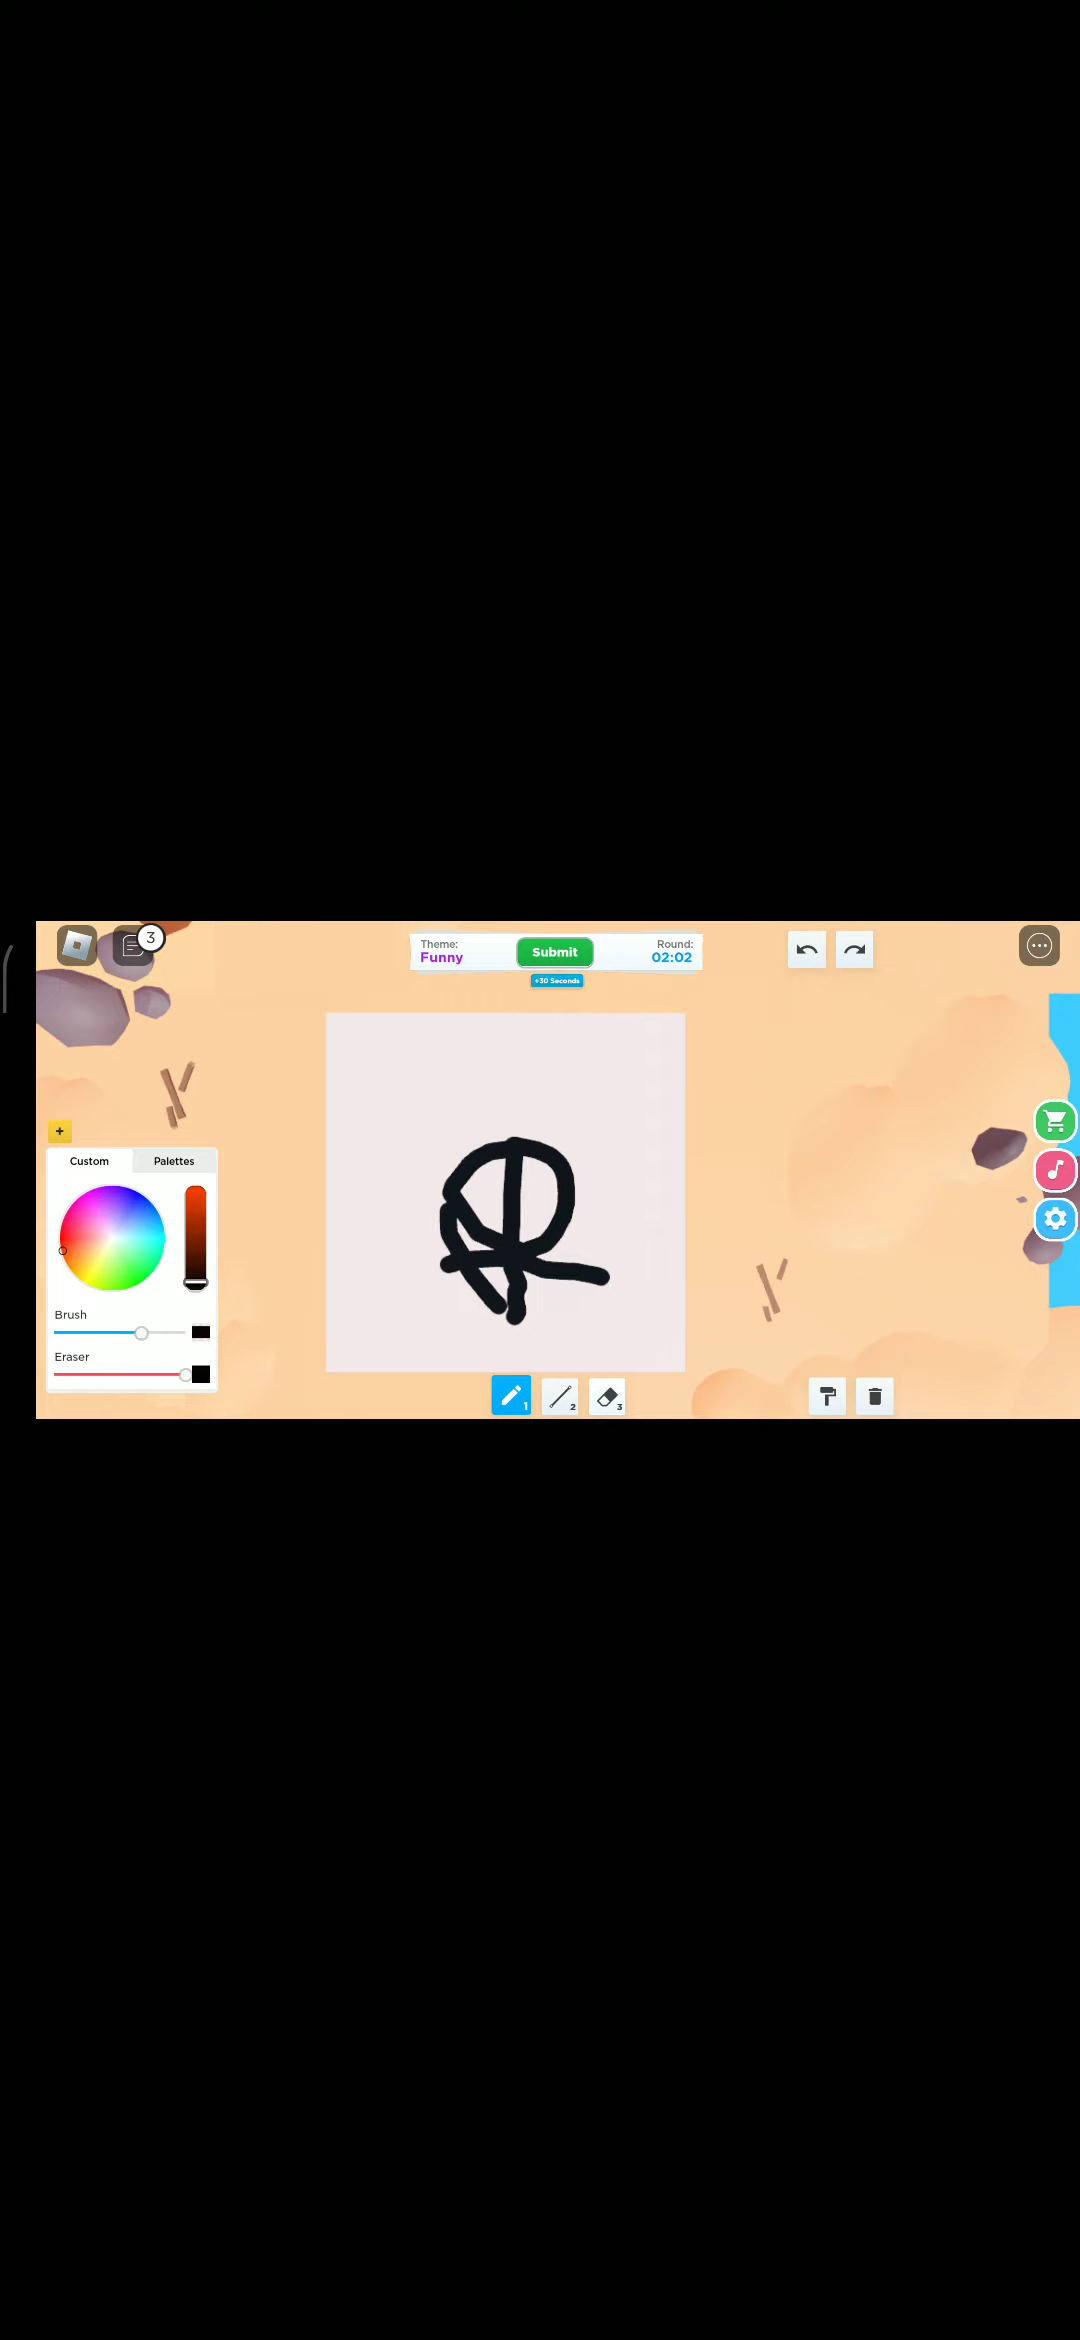 3
Theme:
Funny
Submit
Round:
02:02
+30 Seconds
+
Custom
Palettes
Brush
Eraser
1
2
3